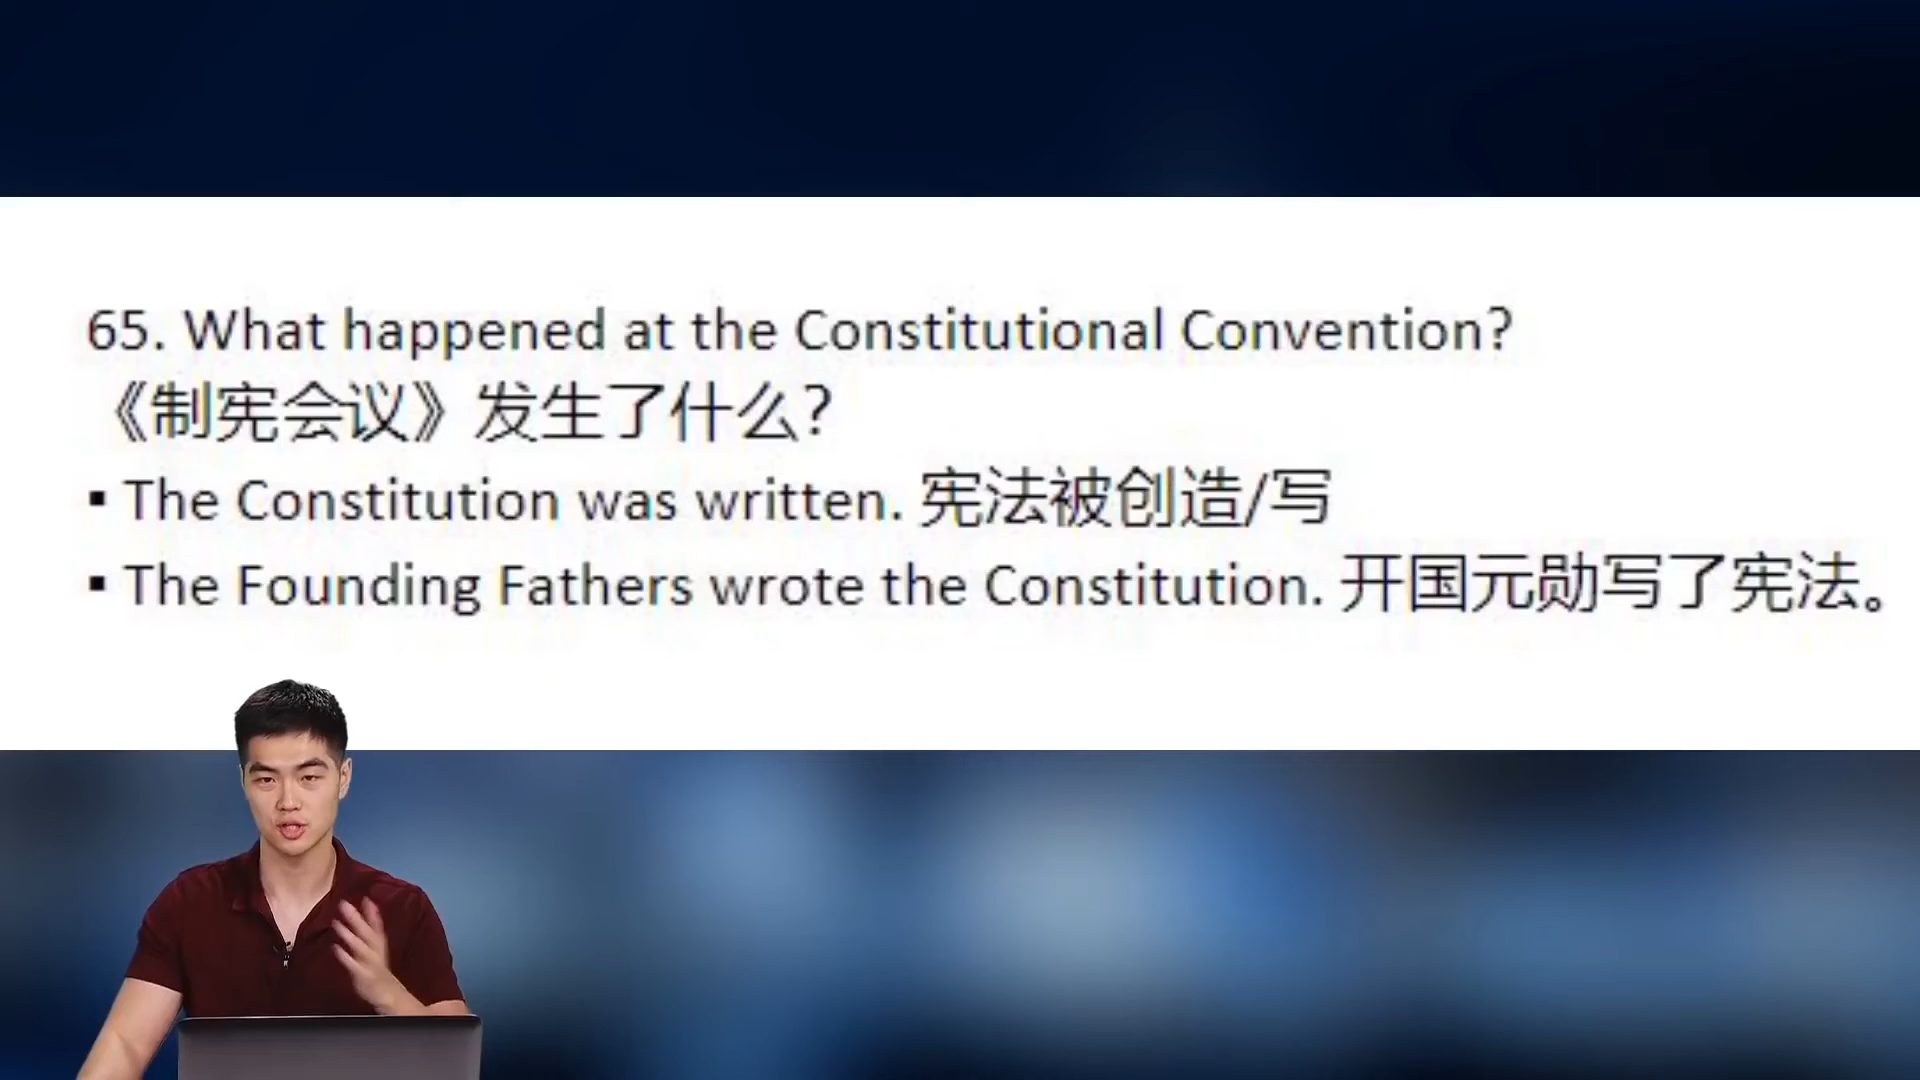 65. What happened at the Constitutional Convention?
《制宪会议》发生了什么?
▪ The Constitution was written. 宪法被创造/写
▪ The Founding Fathers wrote the Constitution. 开国元勋写了宪法。